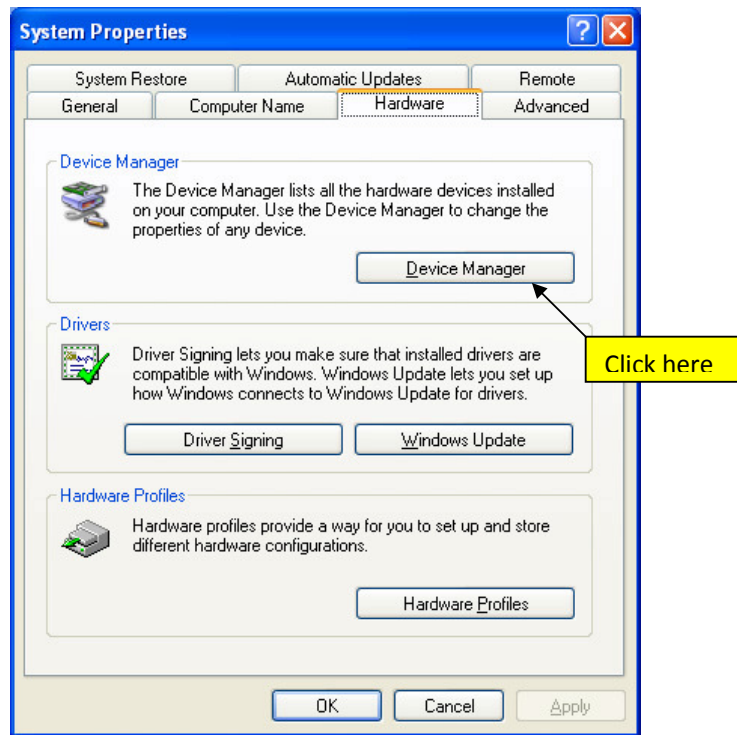 System Properties
System Restore Automatic Updates Remote
General Computer Name Hardware Advanced
Device Manager
The Device Manager lists all the hardware devices installed
on your computer. Use the Device Manager to change the
properties of any device.
Device Manager
Click here
Drivers
Driver Signing lets you make sure that installed drivers are
compatible with Windows. Windows Update lets you set up
how Windows connects to Windows Update for drivers.
Driver Signing Windows Update
Hardware Profiles
Hardware profiles provide a way for you to set up and store
different hardware configurations.
Hardware Profiles
OK Cancel Apply